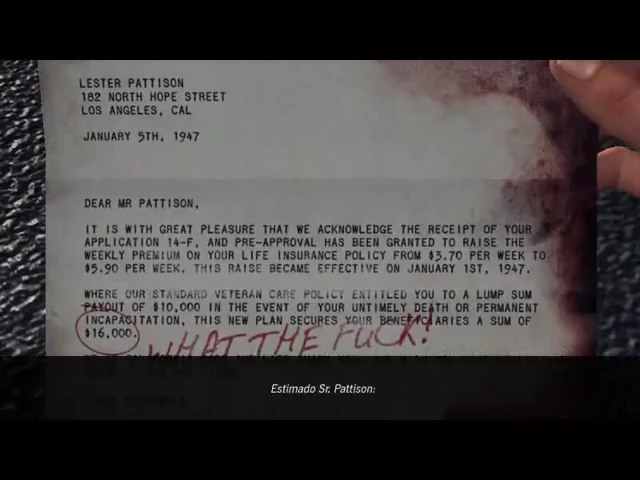 LESTER PATTISON
182 NORTH HOPE STREET
LOS ANGELES, CAL
JANUARY 5TH, 1947
DEAR MR PATTISON,
IT IS WITH GREAT PLEASURE THAT WE ACKNOWLEDGE THE RECEIPT OF YOUR
APPLICATION 14-F, AND PRE-APPROVAL HAS BEEN GRANTED TO RAISE THE
WEEKLY PREMIUM ON YOUR LIFE INSURANCE POLICY FROM $3.70 PER WEEK TO
$5.90 PER WEEK. THIS RAISE BECAME EFFECTIVE ON JANUARY 1ST, 1947.
WHERE OUR STANDARD VETERAN CARE POLICY ENTITLED YOU TO A LUMP SUM
PAYOUT OF $10,000 IN THE EVENT OF YOUR UNTIMELY DEATH OR PERMANENT
INCAPACITATION, THIS NEW PLAN SECURES YOUR BENEFICIARIES A SUM OF
$16,000.
WHAT THE FUCK!
Estimado Sr. Pattison: